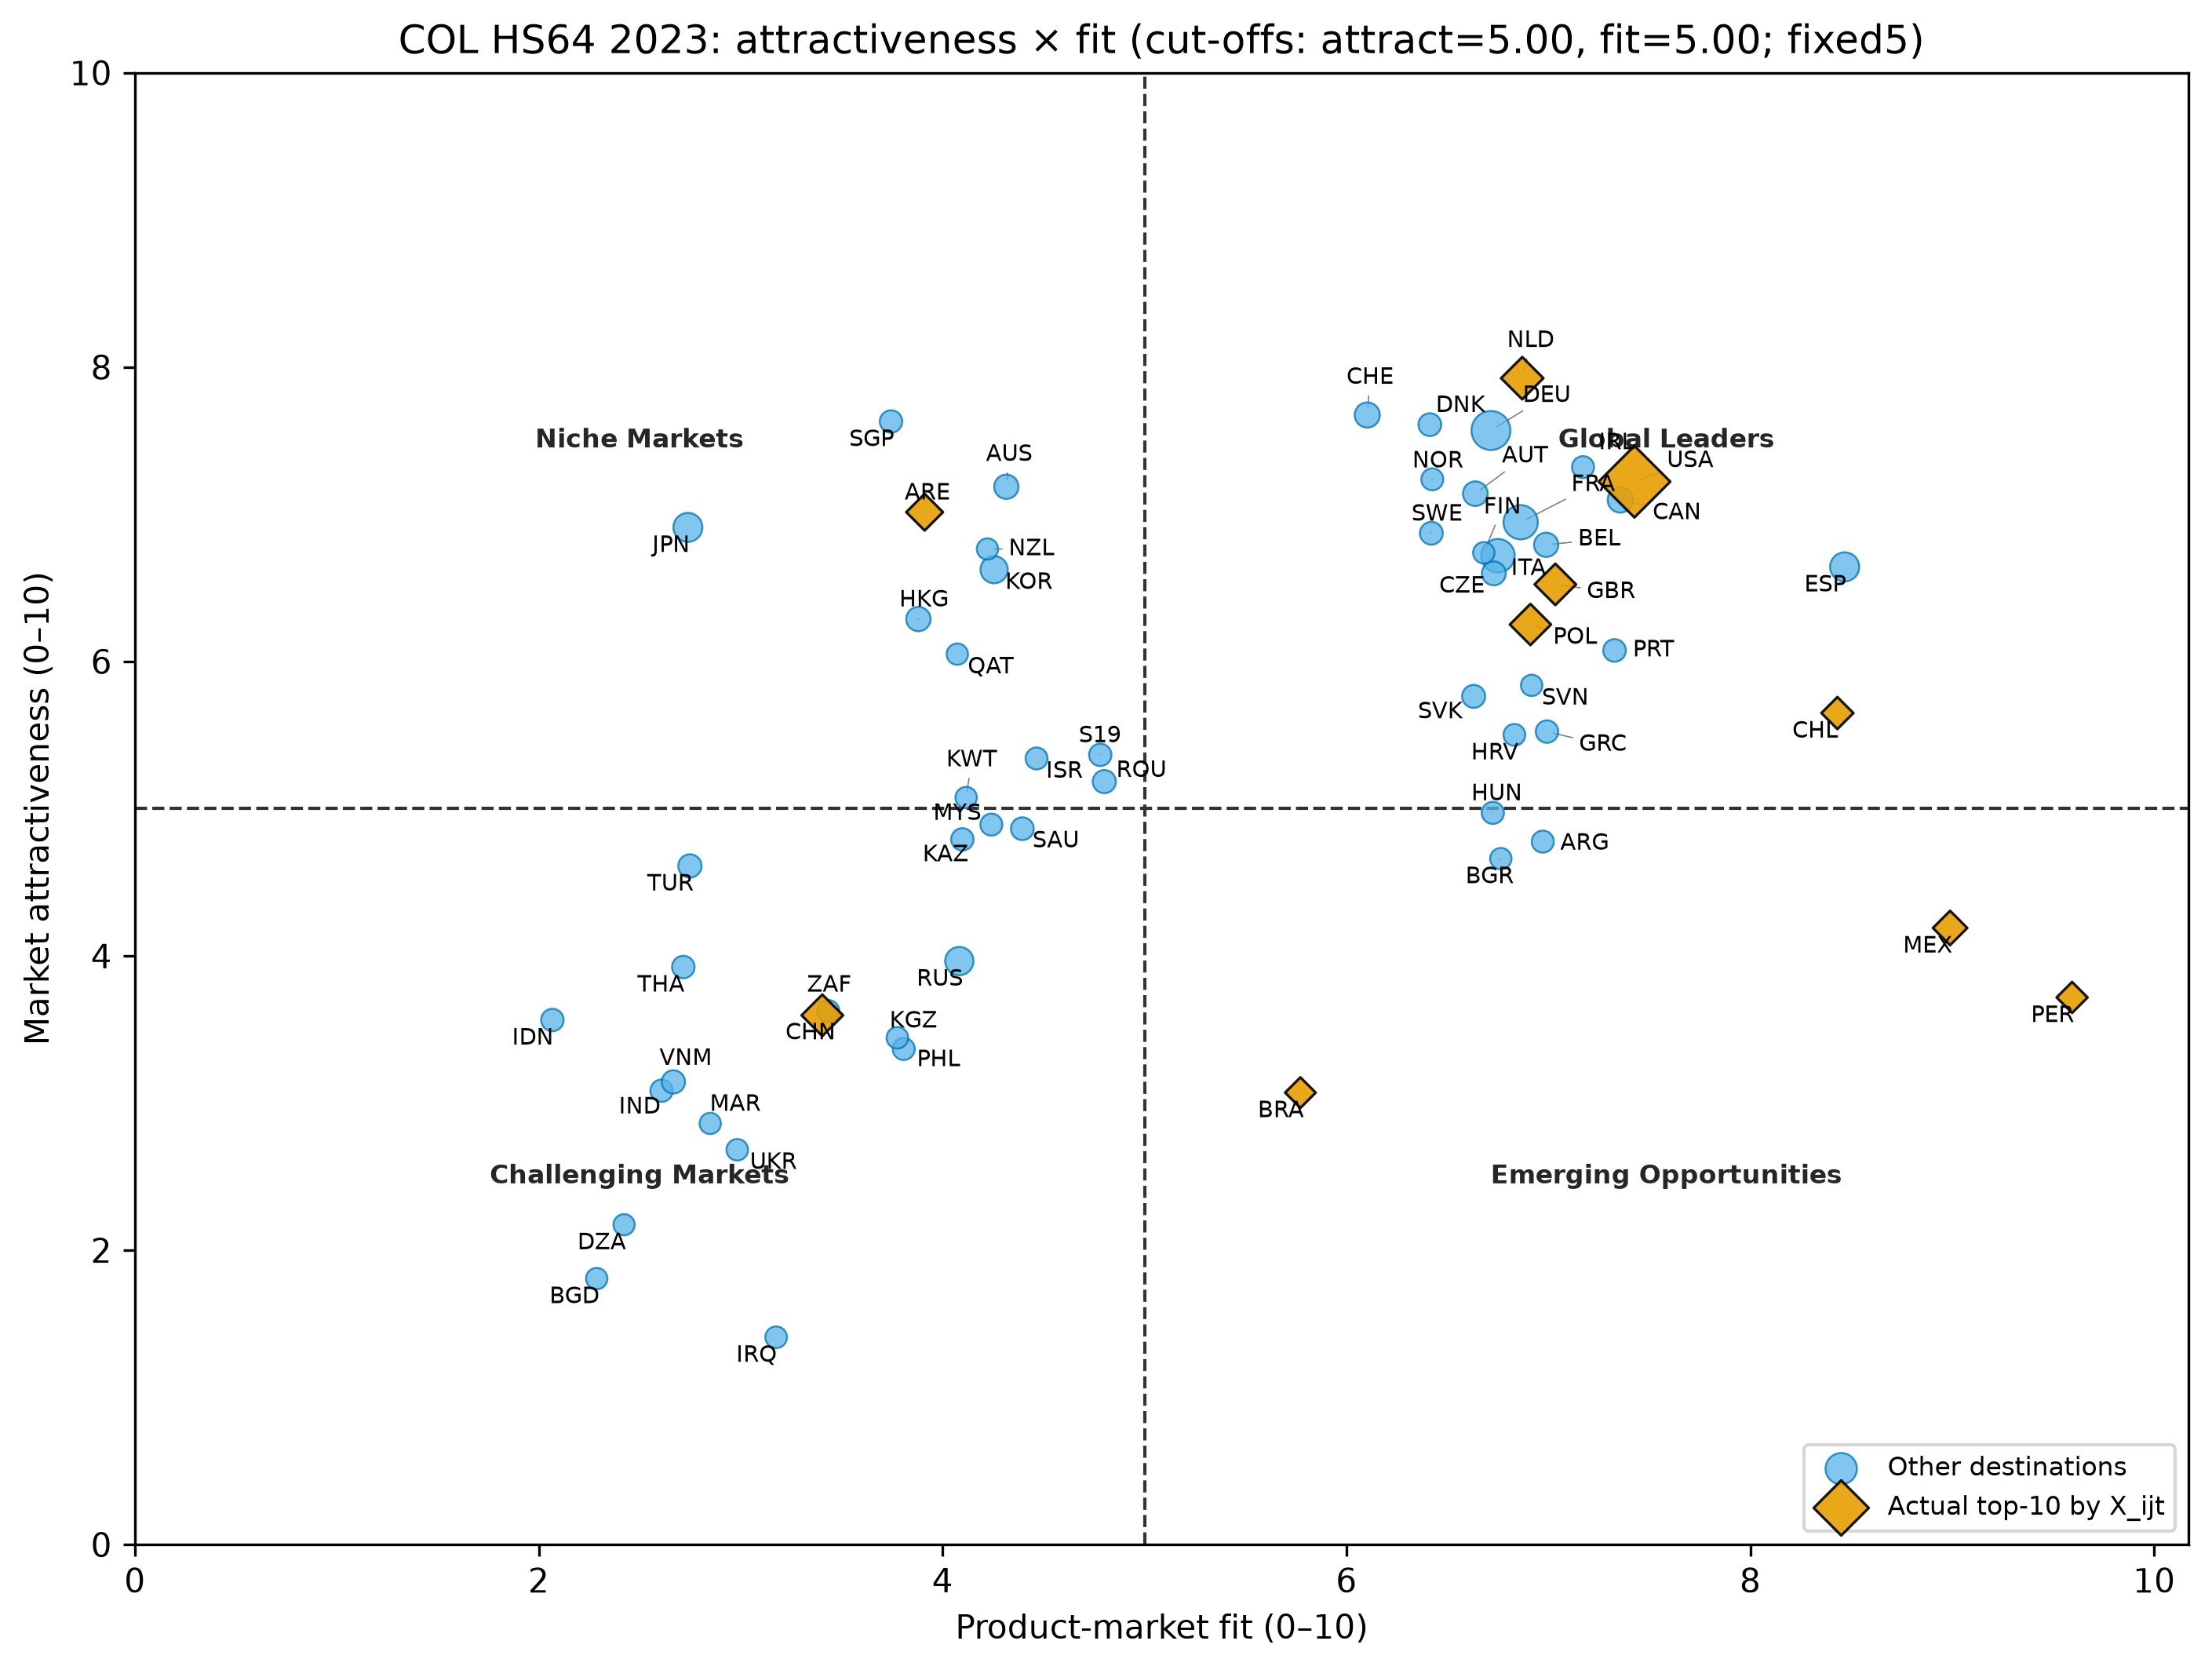 COL HS64 2023: attractiveness × fit (cut-offs: attract=5.00, fit=5.00; fixed5)
10
8
6
4
2
0
Market attractiveness (0–10)
NLD
CHE
DEU
DNK
SGP
Niche Markets
Global Leaders
IRL
AUS
AUT
NOR
USA
ARE
FRA
FIN
SWE
CAN
JPN
NZL
BEL
KOR
ITA
CZE
ESP
GBR
HKG
POL
PRT
QAT
SVN
SVK
CHL
S19
GRC
HRV
KWT
ISR
ROU
HUN
MYS
SAU
ARG
KAZ
BGR
TUR
MEX
THA
ZAF
RUS
IDN
CHN
KGZ
PER
VNM
PHL
IND
MAR
BRA
UKR
Challenging Markets
Emerging Opportunities
DZA
BGD
IRQ
Other destinations
Actual top-10 by X_ijt
0
2
4
6
8
10
Product-market fit (0–10)